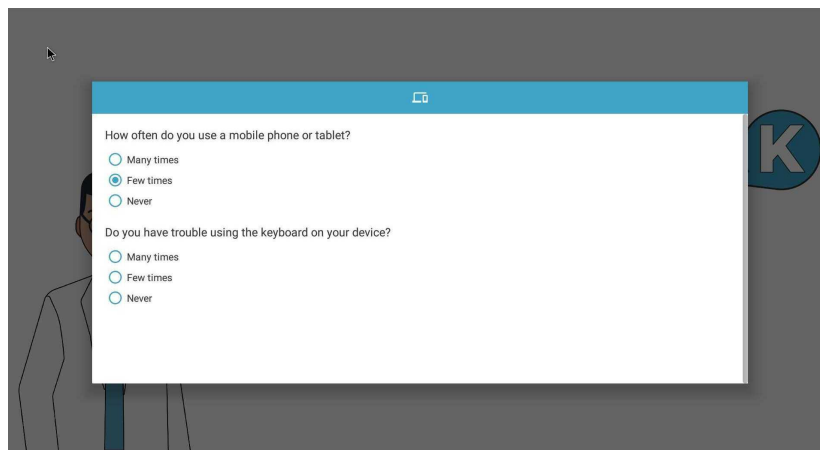 How often do you use a mobile phone or tablet?
Many times
Few times
Never
Do you have trouble using the keyboard on your device?
Many times
Few times
Never
K